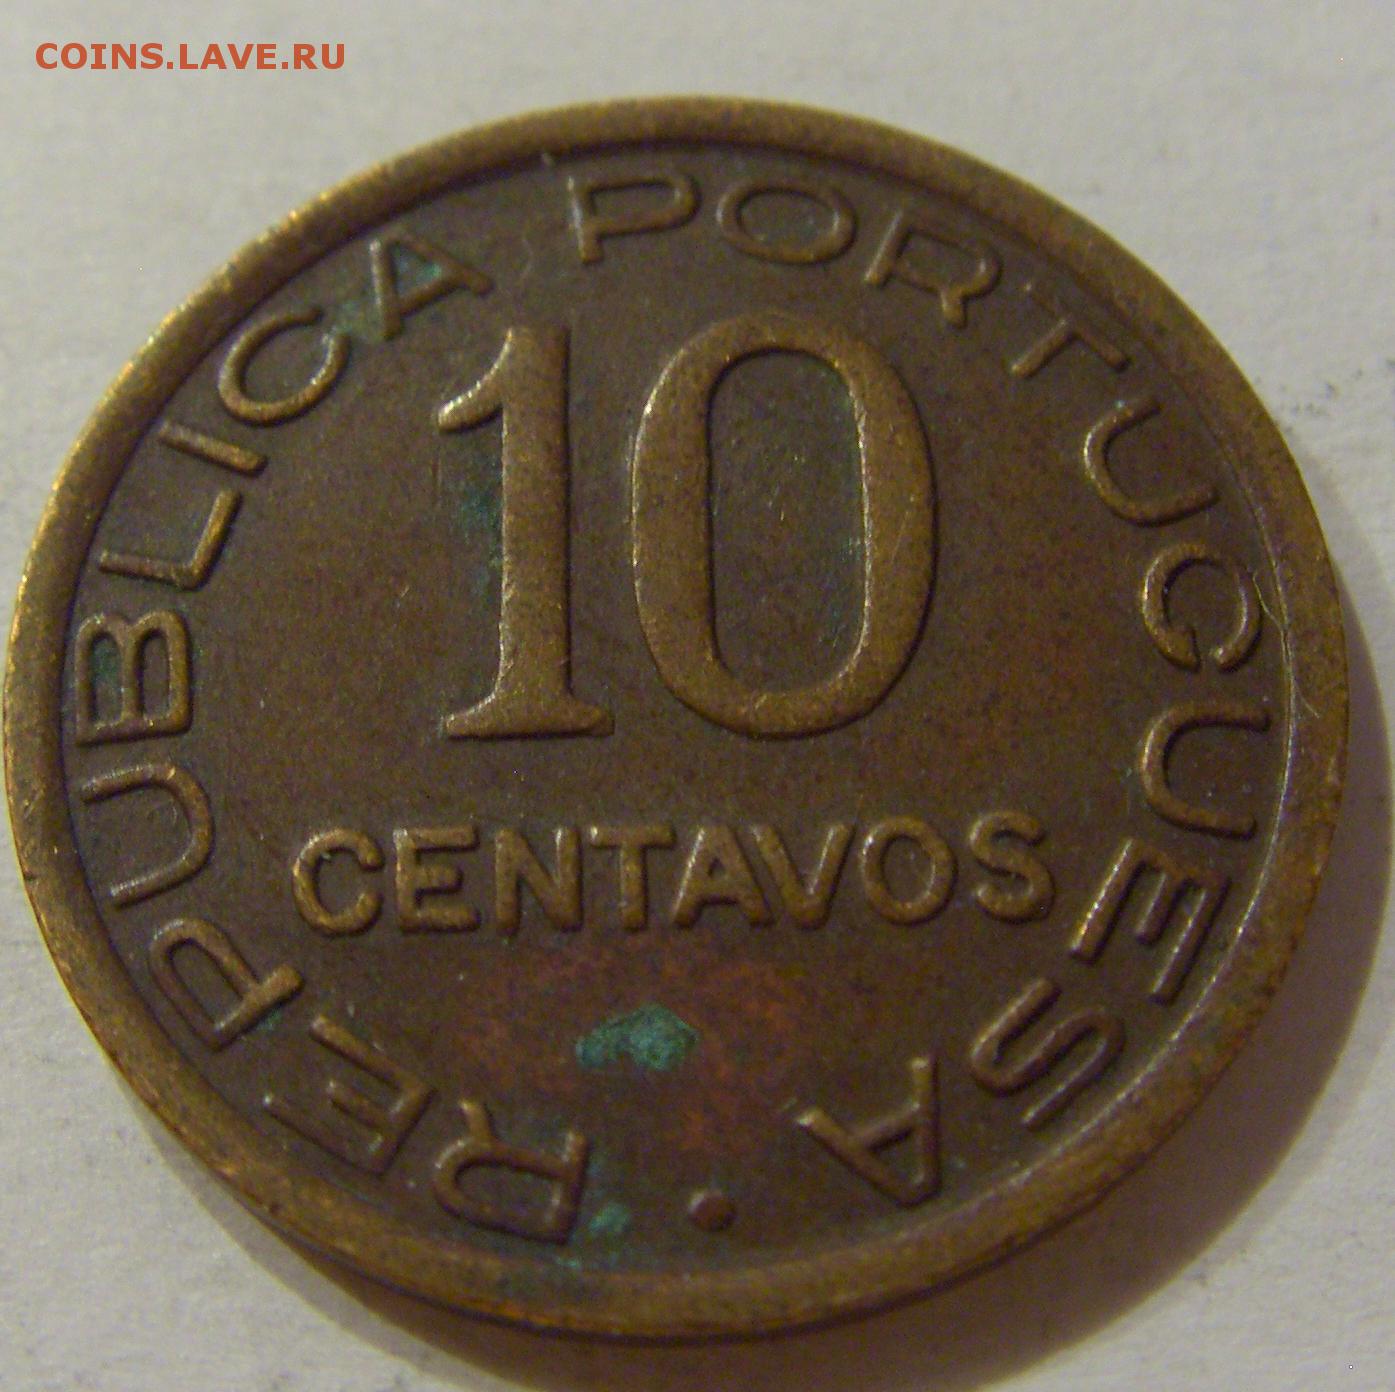 COINS.LAVE.RU
REPUBLICA PORTUGUESA
10
CENTAVOS